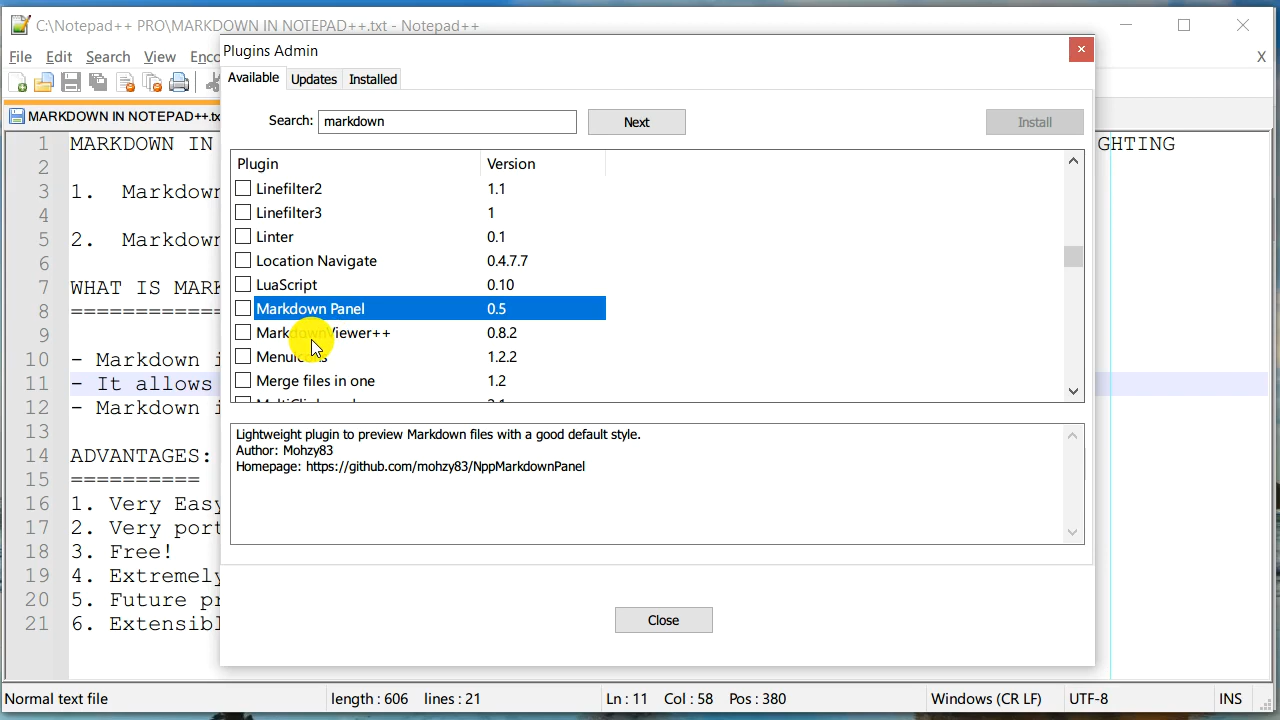 C:\Notepad++ PRO\MARKDOWN IN NOTEPAD++.txt - Notepad++
File Edit Search View
X
Plugins Admin
Available Updates Installed
MARKDOWN IN NOTEPAD++
Search: markdown Next Install
Plugin Version
Linefilter2 1.1
Linefilter3 1
Linter 0.1
Location Navigate 0.4.7.7
LuaScript 0.10
Markdown Panel 0.5
MarkdownViewer++ 0.8.2
1.2.2
Merge files in one 1.2
Lightweight plugin to preview Markdown files with a good default style.
Author: Mohzy83
Homepage: https://github.com/mohzy83/NppMarkdownPanel
Close
1 MARKDOWN IN GHTING
2
3 1. Markdown
4
5 2. Markdown
6
7 WHAT IS MARK
8 ============
9
10 - Markdown i
11 - It allows
12 - Markdown i
13
14 ADVANTAGES:
15 ==========
16 1. Very Easy
17 2. Very port
18 3. Free!
19 4. Extremely
20 5. Future pr
21 6. Extensibl
Normal text file length : 606 lines : 21 Ln : 11 Col : 58 Pos : 380 Windows (CR LF) UTF-8 INS